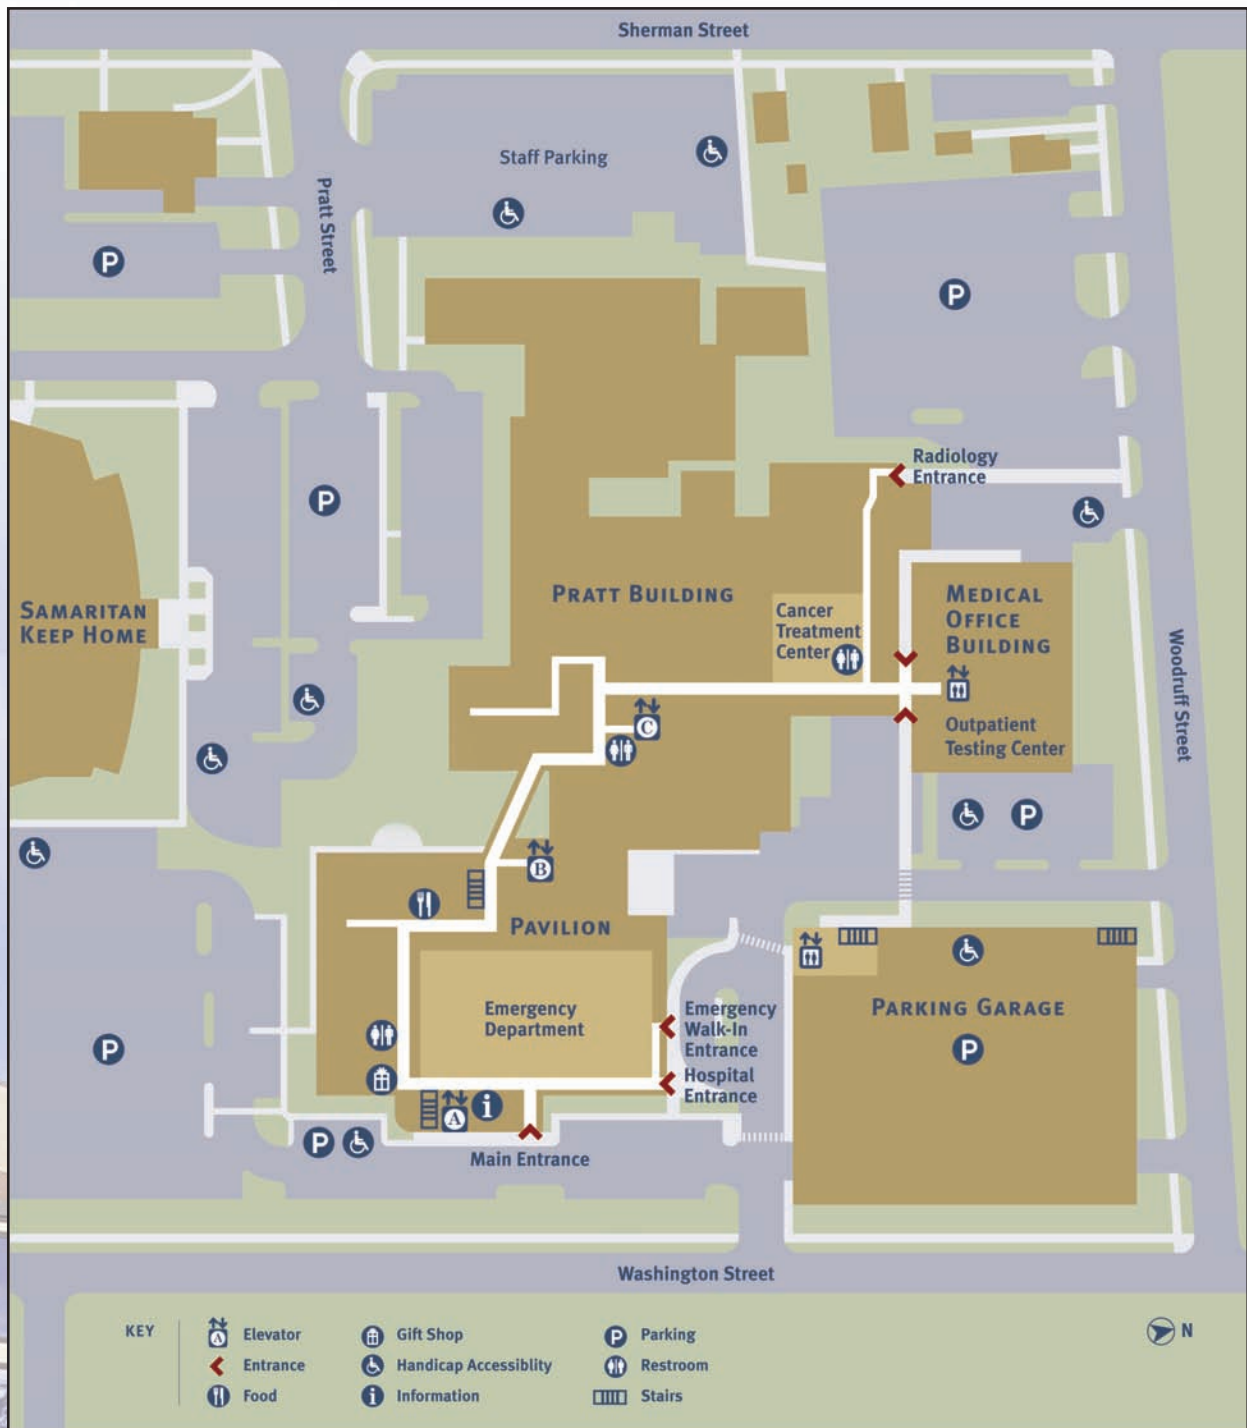 Sherman Street
Staff Parking
Pratt Street
P
P
Radiology
Entrance
P
PRATT BUILDING
MEDICAL
OFFICE
BUILDING
SAMARITAN
KEEP HOME
Cancer
Treatment
Center
Woodruff Street
C
Outpatient
Testing Center
P
B
PAVILION
Emergency
Department
Emergency
Walk-In
Entrance
PARKING GARAGE
P
P
Hospital
Entrance
A
i
P
Main Entrance
Washington Street
KEY
A Elevator
Entrance
Food
Gift Shop
Handicap Accessiblity
i Information
P Parking
Restroom
Stairs
N